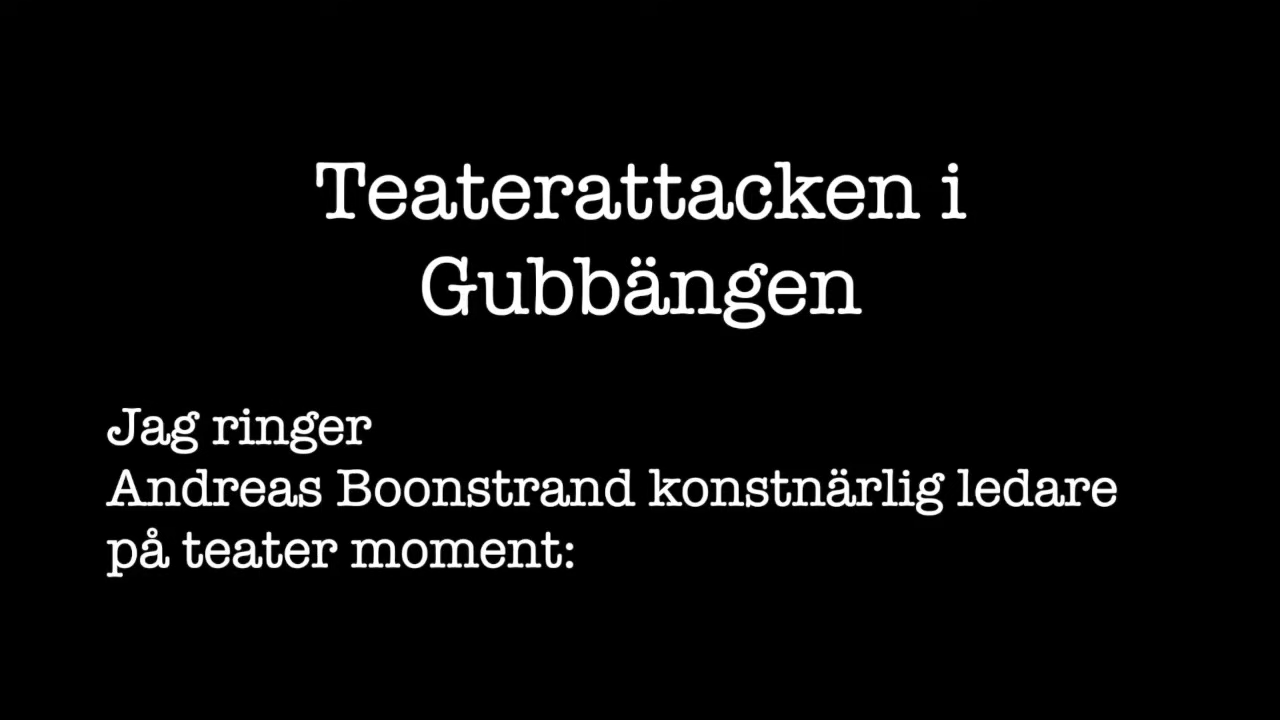 Teaterattacken i
Gubbängen
Jag ringer
Andreas Boonstrand konstnärlig ledare
på teater moment: